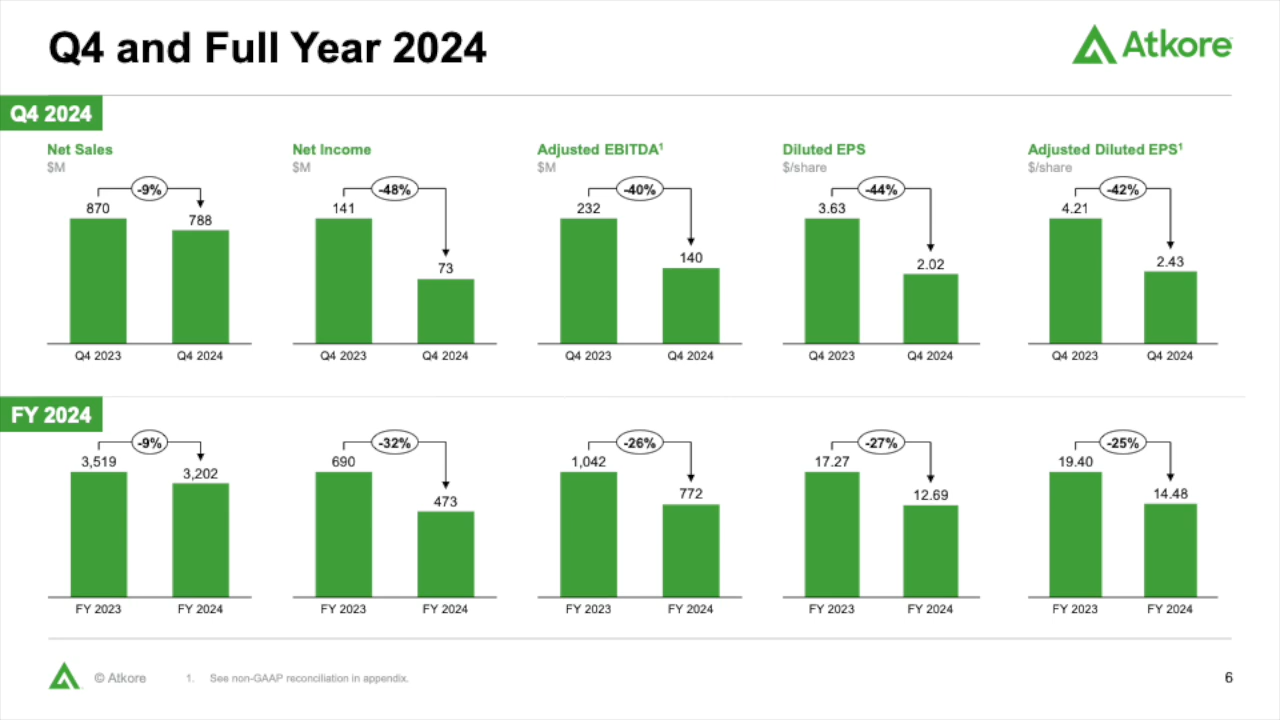 Q4 and Full Year 2024
Atkore
Q4 2024
Net Sales
$M
-9%
870
788
Q4 2023
Q4 2024
Net Income
$M
-48%
141
73
Q4 2023
Q4 2024
Adjusted EBITDA¹
$M
-40%
232
140
Q4 2023
Q4 2024
Diluted EPS
$/share
-44%
3.63
2.02
Q4 2023
Q4 2024
Adjusted Diluted EPS¹
$/share
-42%
4.21
2.43
Q4 2023
Q4 2024
FY 2024
-9%
3,519
3,202
FY 2023
FY 2024
-32%
690
473
FY 2023
FY 2024
-26%
1,042
772
FY 2023
FY 2024
-27%
17.27
12.69
FY 2023
FY 2024
-25%
19.40
14.48
FY 2023
FY 2024
© Atkore
1. See non-GAAP reconciliation in appendix.
6